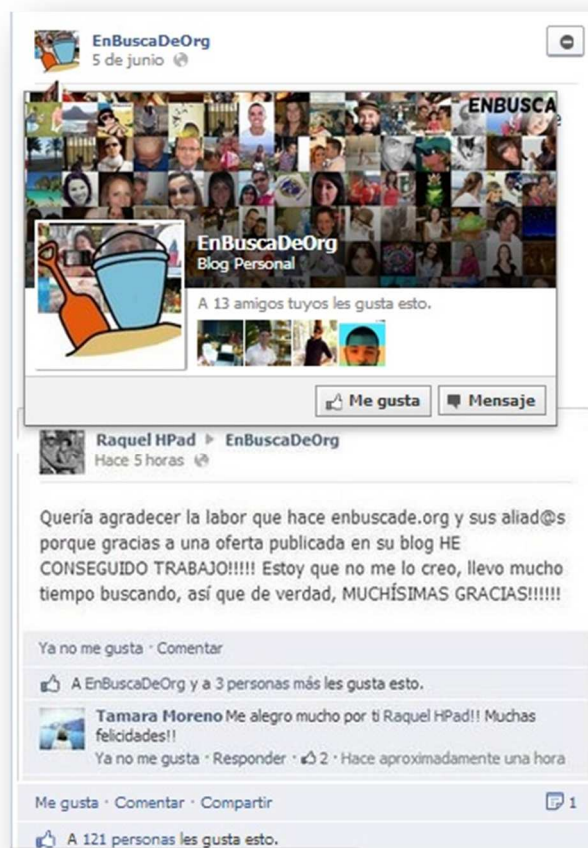 EnBuscaDeOrg
5 de junio
ENBUSCA
EnBuscaDeOrg
Blog Personal
A 13 amigos tuyos les gusta esto.
Me gusta
Mensaje
Raquel HPad ▸ EnBuscaDeOrg
Hace 5 horas
Quería agradecer la labor que hace enbuscade.org y sus aliad@s
porque gracias a una oferta publicada en su blog HE
CONSEGUIDO TRABAJO!!!!! Estoy que no me lo creo, llevo mucho
tiempo buscando, así que de verdad, MUCHÍSIMAS GRACIAS!!!!!!
Ya no me gusta · Comentar
A EnBuscaDeOrg y a 3 personas más les gusta esto.
Tamara Moreno Me alegro mucho por ti Raquel HPad!! Muchas
felicidades!!
Ya no me gusta · Responder · 2 · Hace aproximadamente una hora
Me gusta · Comentar · Compartir
1
A 121 personas les gusta esto.